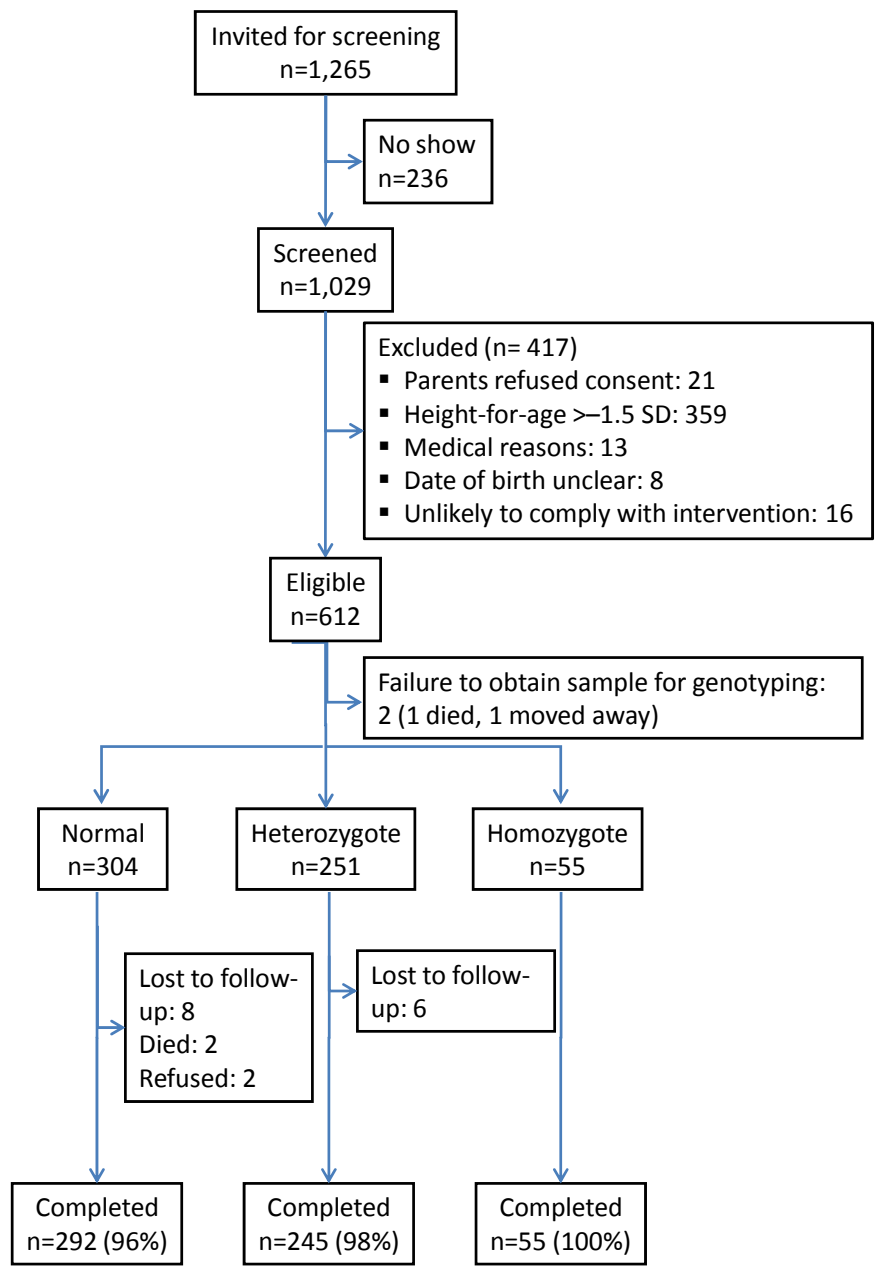 Invited for screening
n=1,265
No show
n=236
Screened
n=1,029
Excluded (n= 417)
▪ Parents refused consent: 21
▪ Height-for-age >–1.5 SD: 359
▪ Medical reasons: 13
▪ Date of birth unclear: 8
▪ Unlikely to comply with intervention: 16
Eligible
n=612
Failure to obtain sample for genotyping:
2 (1 died, 1 moved away)
Normal
n=304
Heterozygote
n=251
Homozygote
n=55
Lost to follow-
up: 8
Died: 2
Refused: 2
Lost to follow-
up: 6
Completed
n=292 (96%)
Completed
n=245 (98%)
Completed
n=55 (100%)